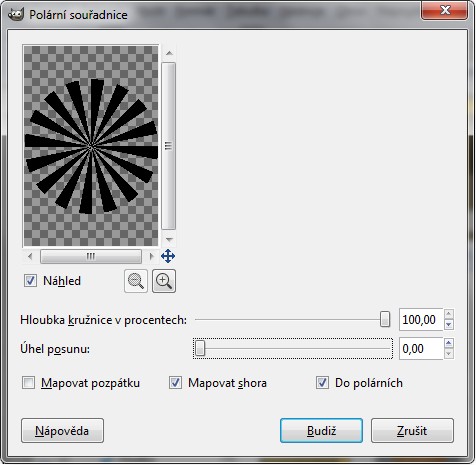 Polární souřadnice
Náhled
Hloubka kružnice v procentech: 100,00
Úhel posunu: 0,00
Mapovat pozpátku Mapovat shora Do polárních
Nápověda Budiž Zrušit